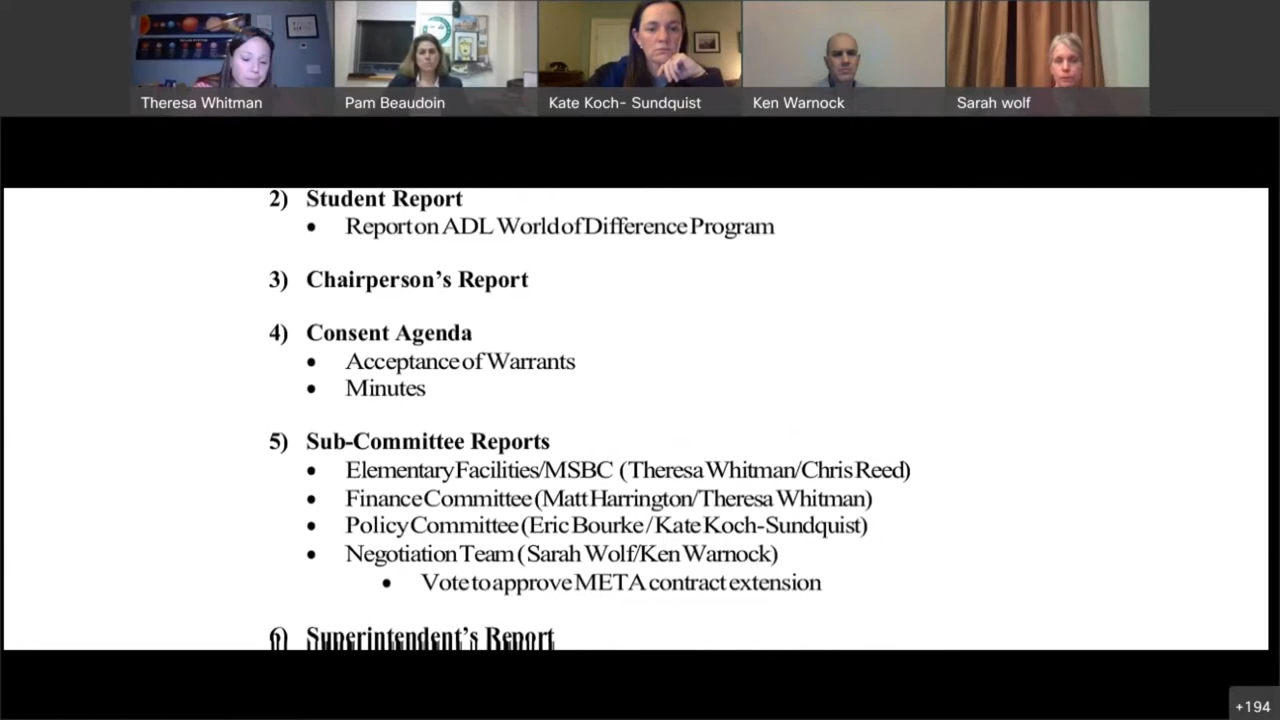 Theresa Whitman
Pam Beaudoin
Kate Koch- Sundquist
Ken Warnock
Sarah wolf
2) Student Report
• Report on ADL World of Difference Program
3) Chairperson's Report
4) Consent Agenda
• Acceptance of Warrants
• Minutes
5) Sub-Committee Reports
• Elementary Facilities/MSBC (Theresa Whitman/Chris Reed)
• Finance Committee (Matt Harrington/Theresa Whitman)
• Policy Committee (Eric Bourke / Kate Koch-Sundquist)
• Negotiation Team (Sarah Wolf/Ken Warnock)
• Vote to approve META contract extension
6) Superintendent's Report
+194